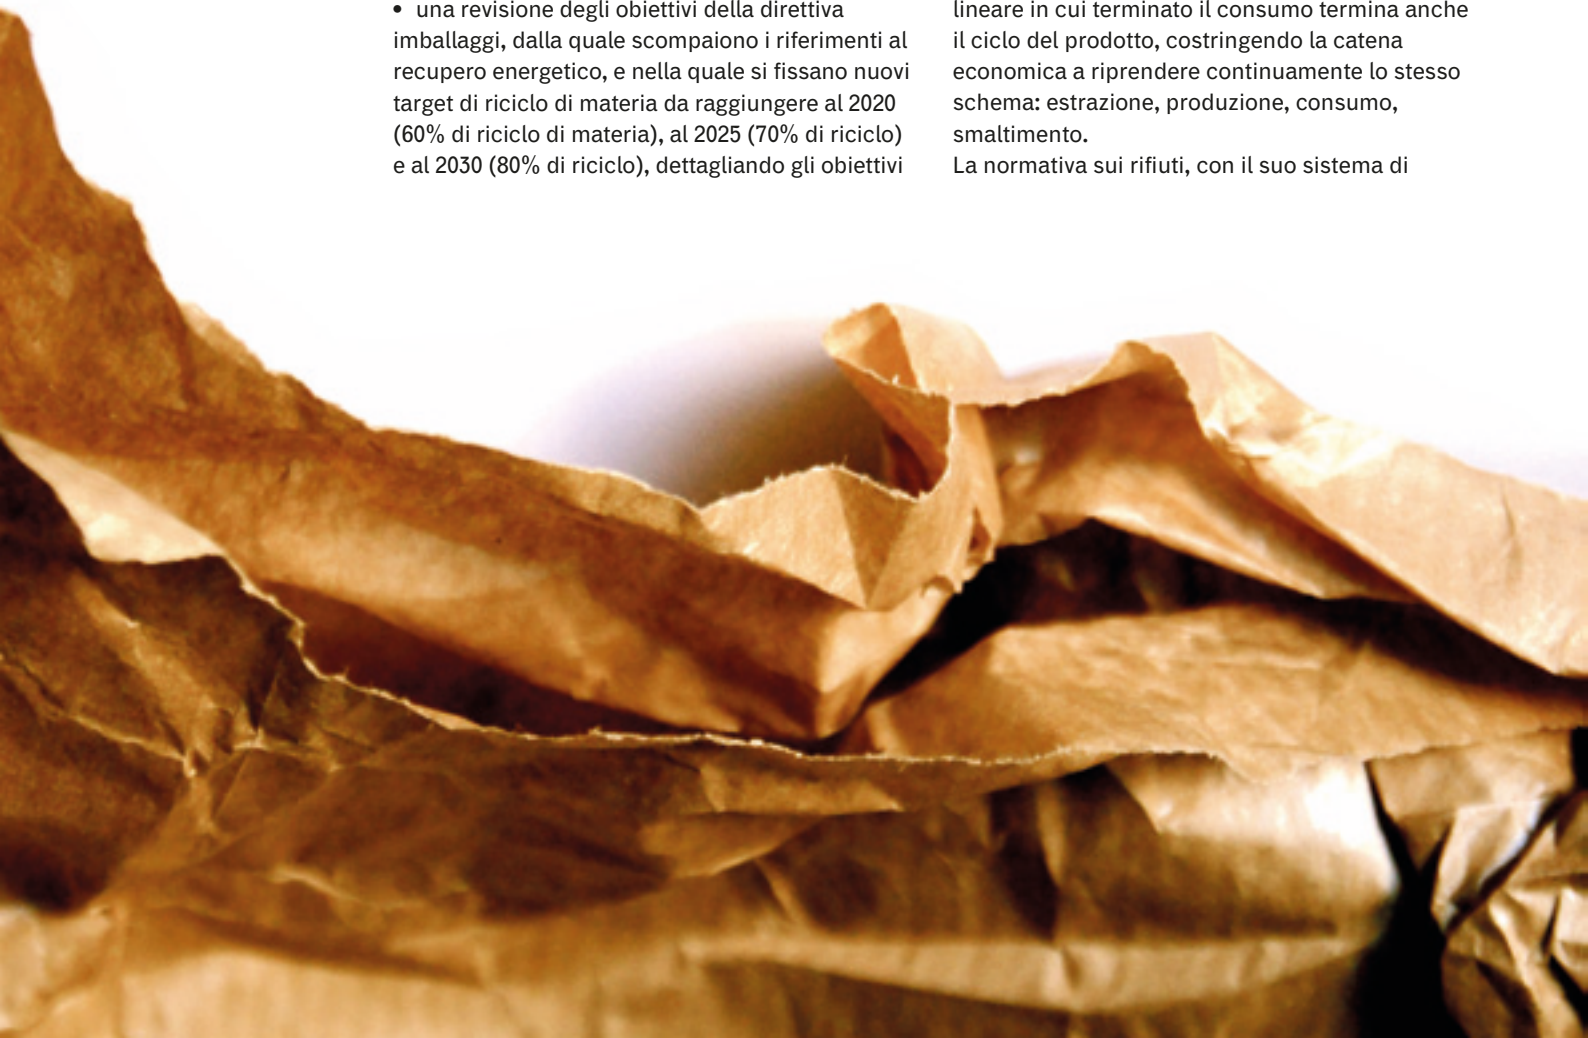 • una revisione degli obiettivi della direttiva
imballaggi, dalla quale scompaiono i riferimenti al
recupero energetico, e nella quale si fissano nuovi
target di riciclo di materia da raggiungere al 2020
(60% di riciclo di materia), al 2025 (70% di riciclo)
e al 2030 (80% di riciclo), dettagliando gli obiettivi
lineare in cui terminato il consumo termina anche
il ciclo del prodotto, costringendo la catena
economica a riprendere continuamente lo stesso
schema: estrazione, produzione, consumo,
smaltimento.
La normativa sui rifiuti, con il suo sistema di